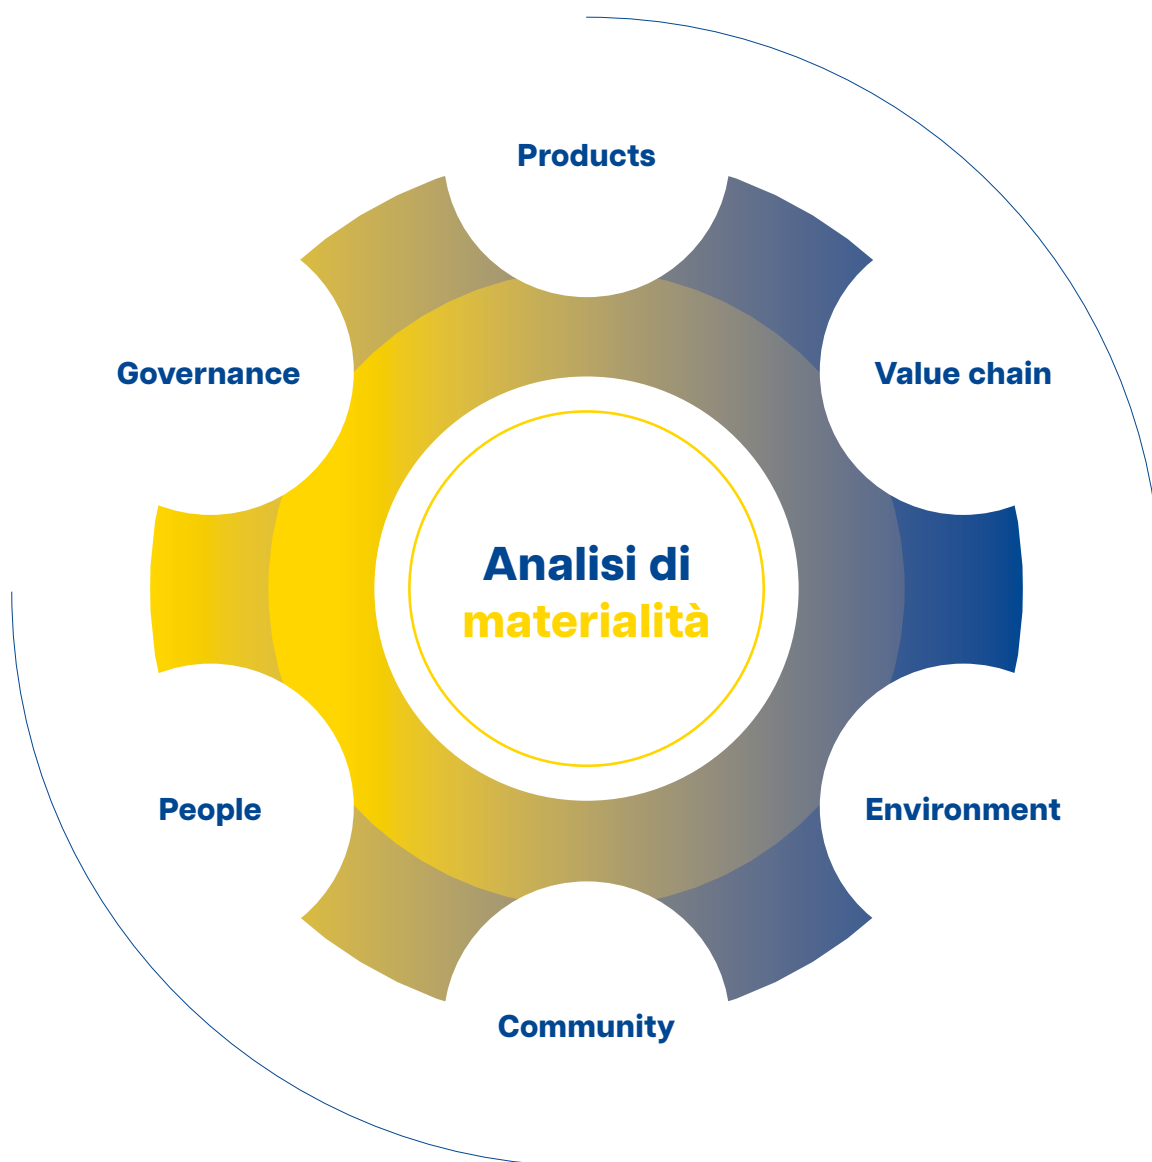 Products
Governance
Value chain
Analisi di
materialità
People
Environment
Community